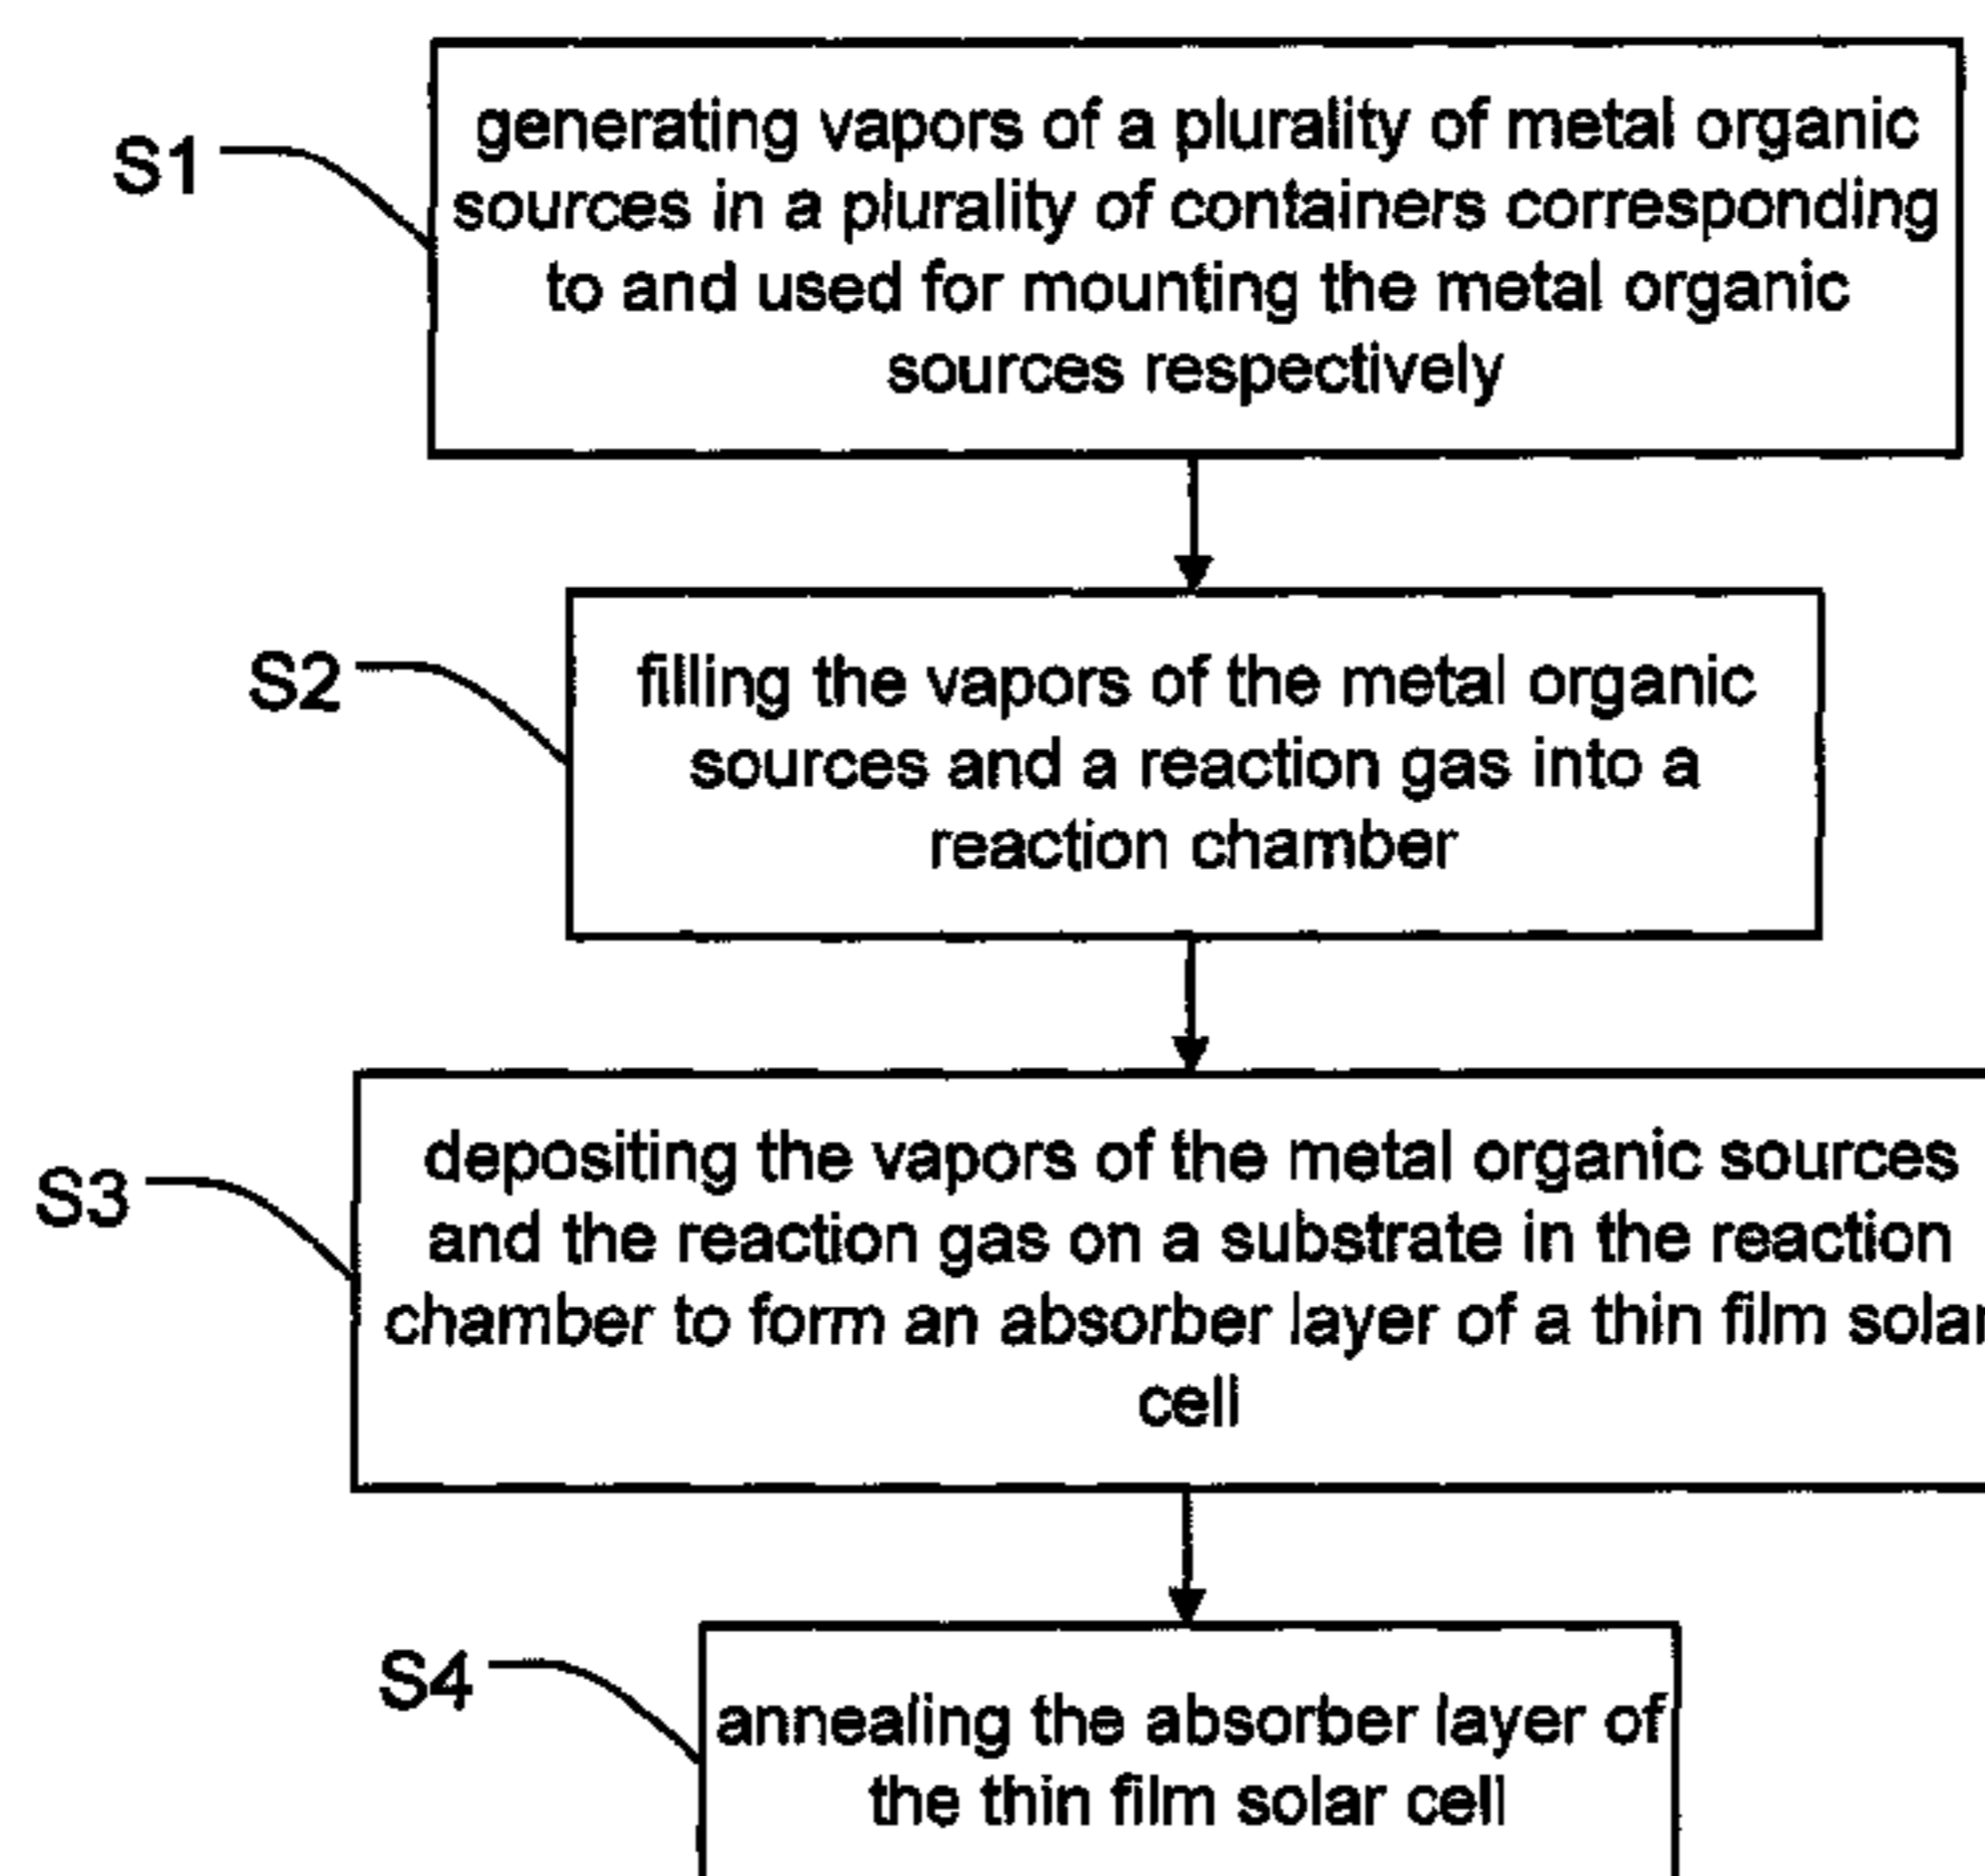 S1
generating vapors of a plurality of metal organic
sources in a plurality of containers corresponding
to and used for mounting the metal organic
sources respectively
S2
filling the vapors of the metal organic
sources and a reaction gas into a
reaction chamber
S3
depositing the vapors of the metal organic sources
and the reaction gas on a substrate in the reaction
chamber to form an absorber layer of a thin film solar
cell
S4
annealing the absorber layer of
the thin film solar cell